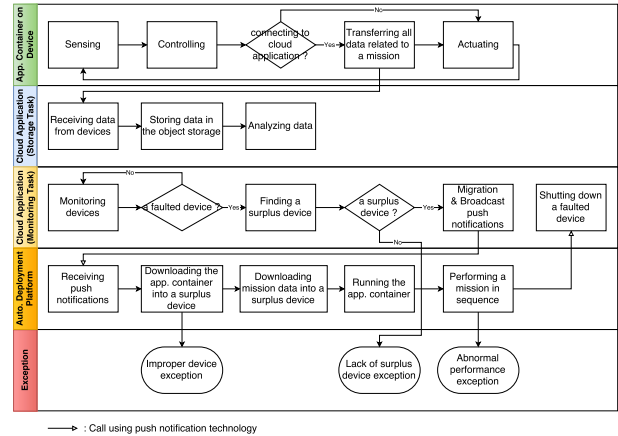 App. Container on
Device
Sensing
Controlling
connecting to
cloud
application ?
No
Yes
Transferring all
data related to
a mission
Actuating
Cloud Application
(Storage Task)
Receiving data
from devices
Storing data in
the object storage
Analyzing data
Cloud Application
(Monitoring Task)
Monitoring
devices
No
a faulted device ?
Yes
Finding a
surplus device
a surplus
device ?
Yes
No
Migration
& Broadcast
push
notifications
Shutting down
a faulted
device
Auto. Deployment
Platform
Receiving
push
notifications
Downloading the
app. container
into a surplus
device
Downloading
mission data into a
surplus device
Running the
app. container
Performing a
mission in
sequence
Exception
Improper device
exception
Lack of surplus
device exception
Abnormal
performance
exception
: Call using push notification technology